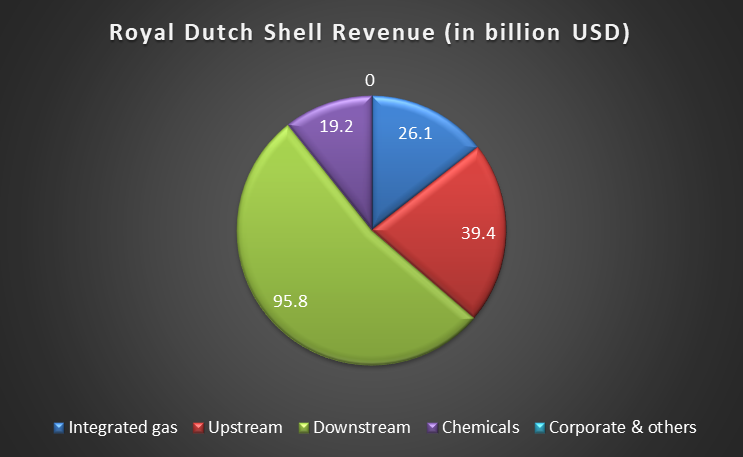 Royal Dutch Shell Revenue (in billion USD)
0
19.2
26.1
39.4
95.8
Integrated gas Upstream Downstream Chemicals Corporate & others